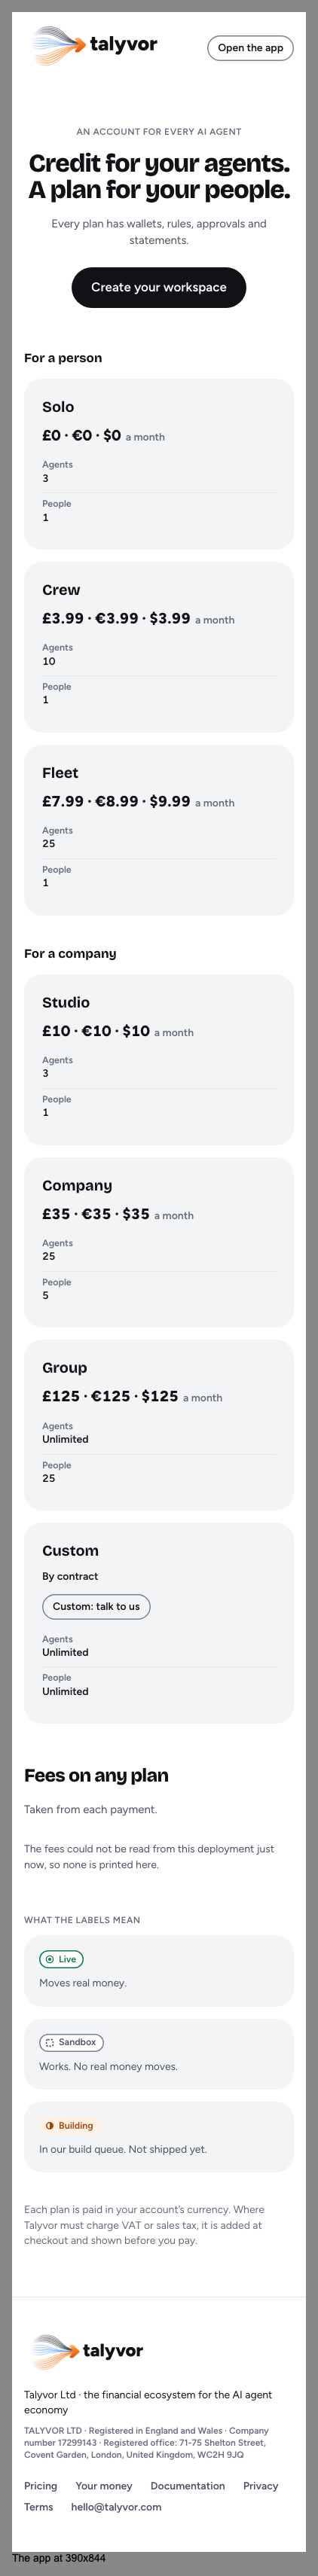 talyvor
Open the app
AN ACCOUNT FOR EVERY AI AGENT
Credit for your agents.
A plan for your people.
Every plan has wallets, rules, approvals and
statements.
Create your workspace
For a person
Solo
£0 · €0 · $0 a month
Agents
3
People
1
Crew
£3.99 · €3.99 · $3.99 a month
Agents
10
People
1
Fleet
£7.99 · €8.99 · $9.99 a month
Agents
25
People
1
For a company
Studio
£10 · €10 · $10 a month
Agents
3
People
1
Company
£35 · €35 · $35 a month
Agents
25
People
5
Group
£125 · €125 · $125 a month
Agents
Unlimited
People
25
Custom
By contract
Custom: talk to us
Agents
Unlimited
People
Unlimited
Fees on any plan
Taken from each payment.
The fees could not be read from this deployment just
now, so none is printed here.
WHAT THE LABELS MEAN
Live
Moves real money.
Sandbox
Works. No real money moves.
Building
In our build queue. Not shipped yet.
Each plan is paid in your account's currency. Where
Talyvor must charge VAT or sales tax, it is added at
checkout and shown before you pay.
talyvor
Talyvor Ltd · the financial ecosystem for the AI agent
economy
TALYVOR LTD · Registered in England and Wales · Company
number 17299143 · Registered office: 71-75 Shelton Street,
Covent Garden, London, United Kingdom, WC2H 9JQ
Pricing Your money Documentation Privacy
Terms hello@talyvor.com
The app at 390x844